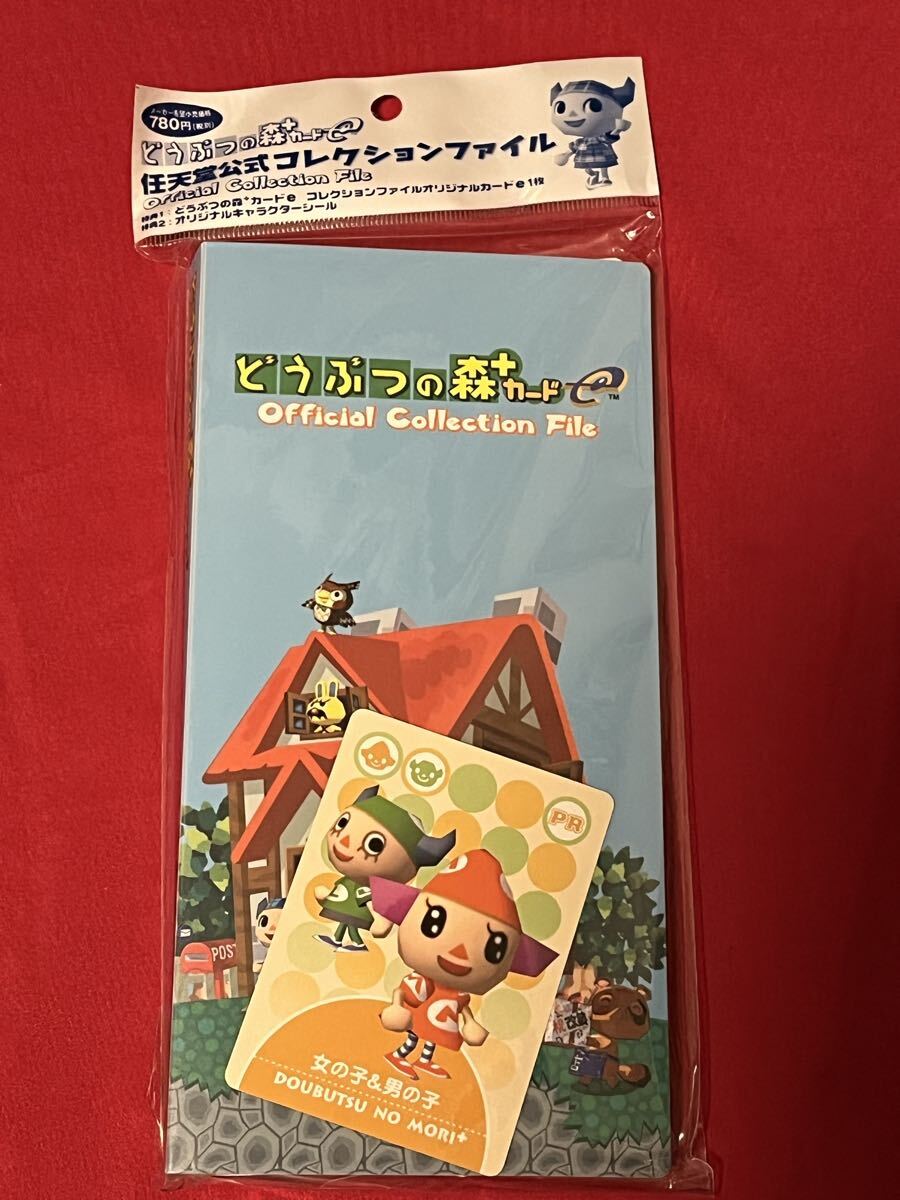 メーカー希望小売価格
780円(税別)
どうぶつの森+カードe
任天堂公式コレクションファイル
Official Collection File
特典1：どうぶつの森+カードe コレクションファイルオリジナルカードe1枚
特典2：オリジナルキャラクターシール
どうぶつの森+カードe™
Official Collection File
PR
POST
改築
女の子&男の子
DOUBUTSU NO MORI+